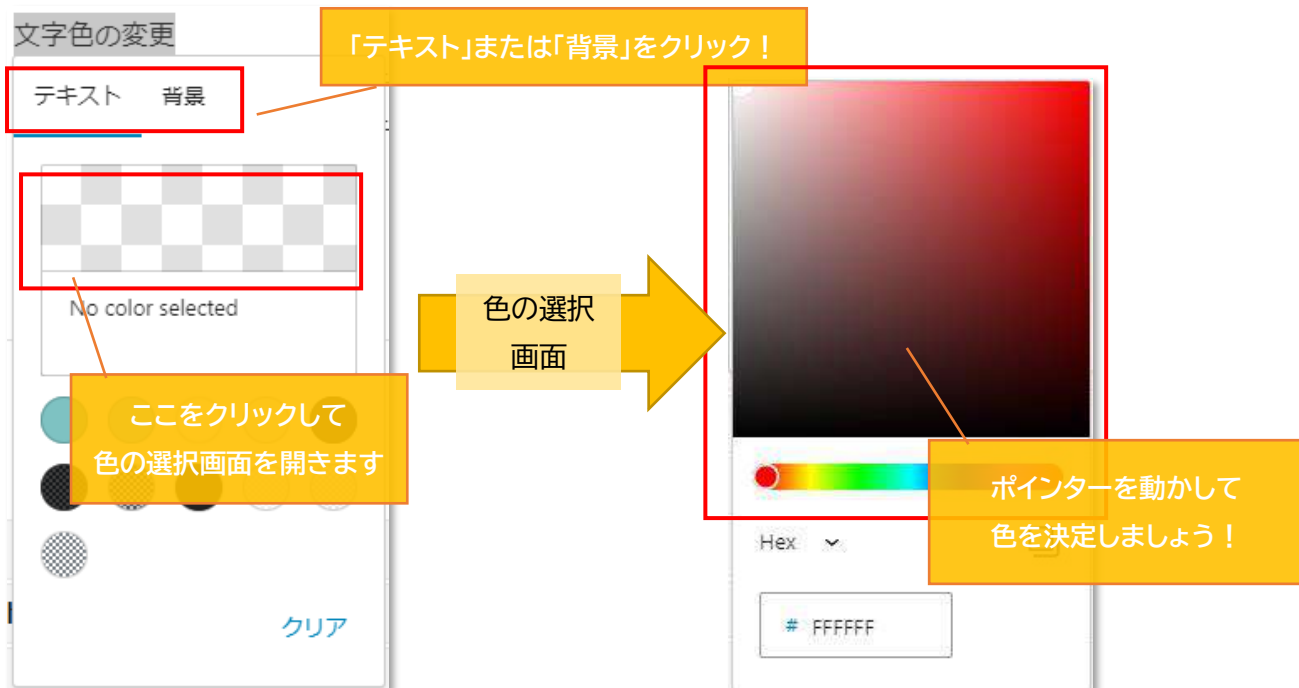 文字色の変更
「テキスト」または「背景」をクリック！
テキスト 背景
No color selected
ここをクリックして
色の選択画面を開きます
クリア
色の選択
画面
ポインターを動かして
色を決定しましょう！
Hex
# FFFFFF